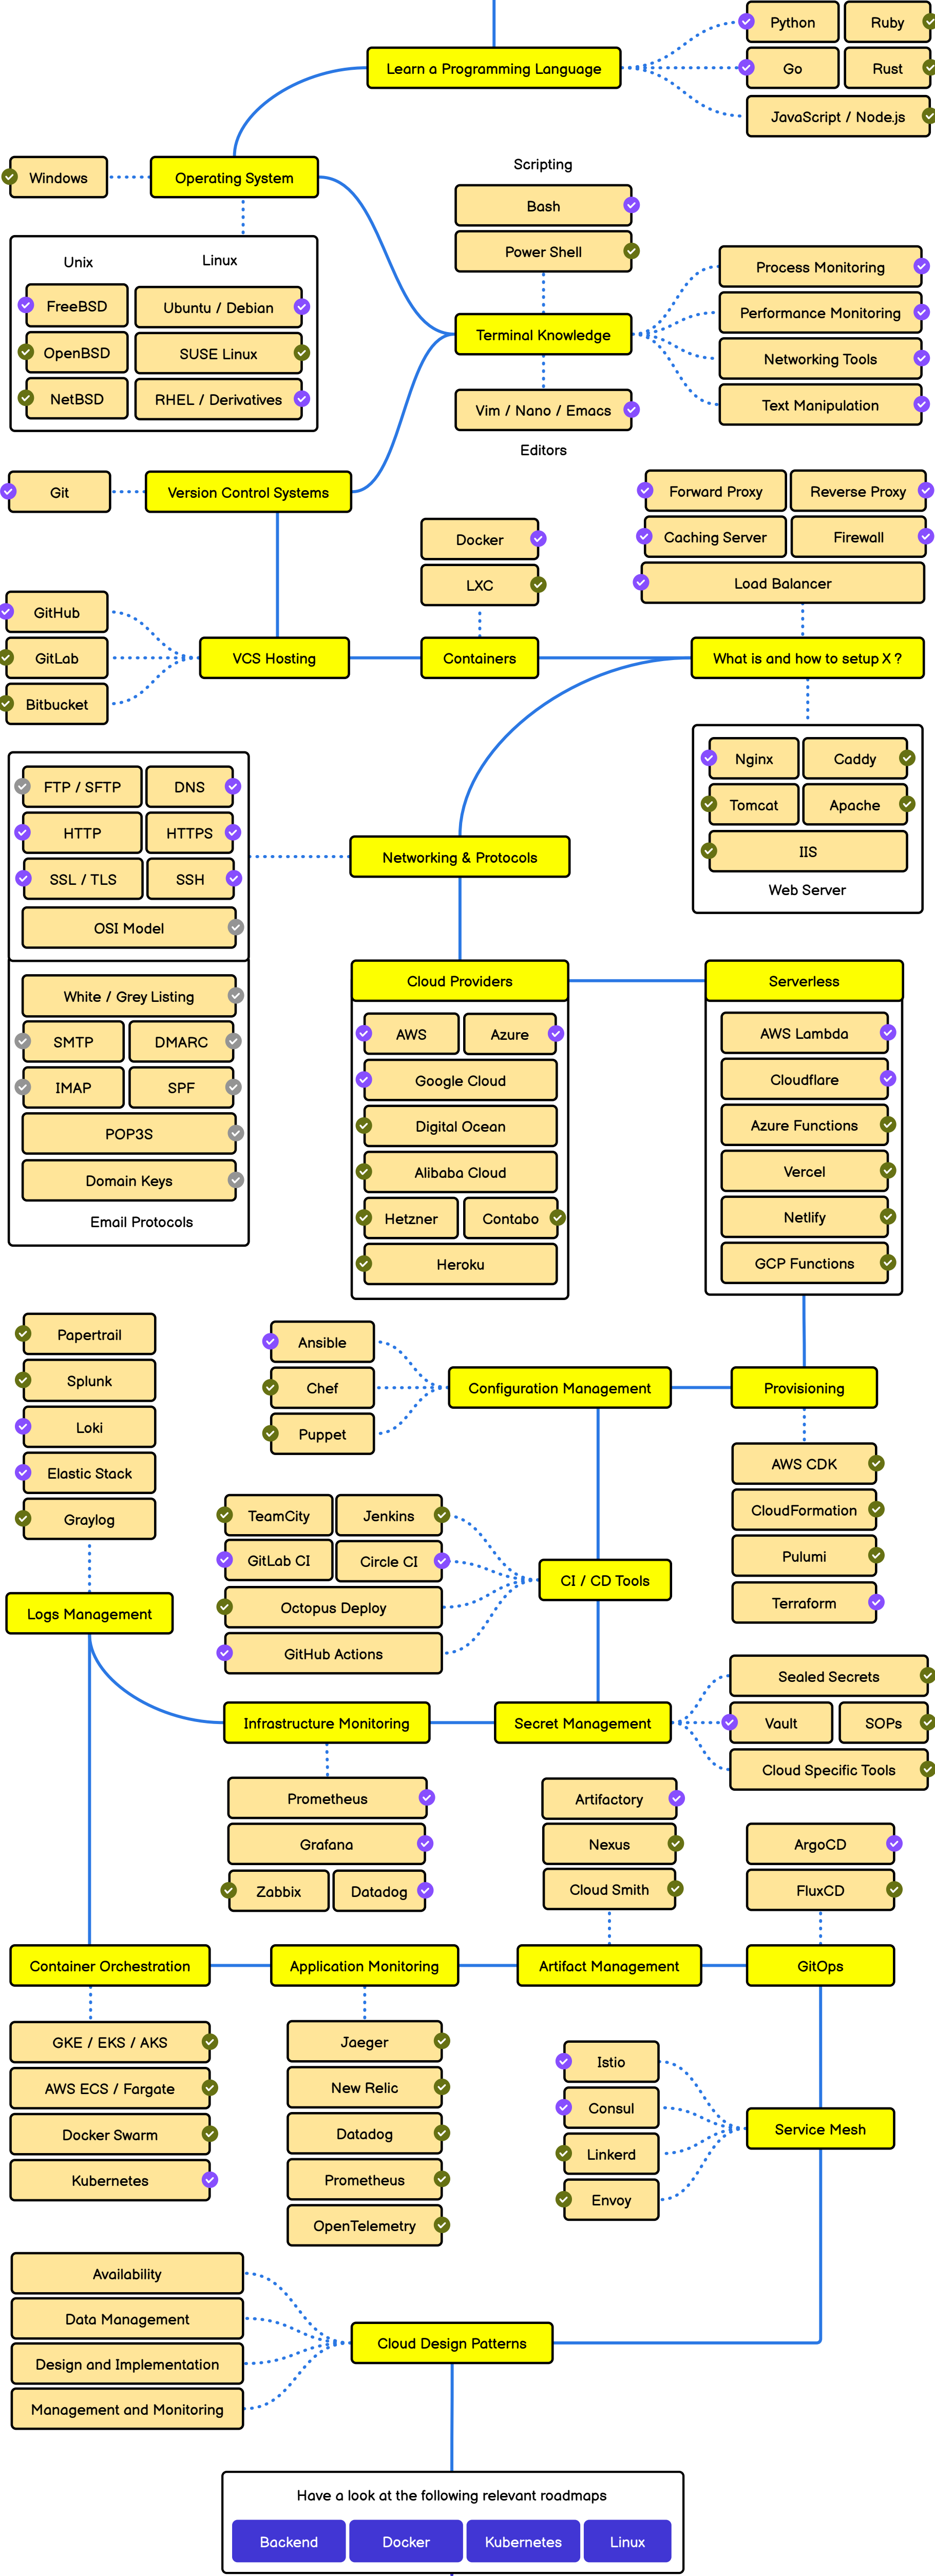 Python
Ruby
Learn a Programming Language
Go
Rust
JavaScript / Node.js
Windows
Operating System
Scripting
Bash
Power Shell
Unix
Linux
FreeBSD
Ubuntu / Debian
OpenBSD
SUSE Linux
NetBSD
RHEL / Derivatives
Terminal Knowledge
Process Monitoring
Performance Monitoring
Networking Tools
Text Manipulation
Vim / Nano / Emacs
Editors
Git
Version Control Systems
Forward Proxy
Reverse Proxy
Caching Server
Firewall
Load Balancer
Docker
LXC
GitHub
GitLab
Bitbucket
VCS Hosting
Containers
What is and how to setup X ?
Nginx
Caddy
Tomcat
Apache
IIS
Web Server
FTP / SFTP
DNS
HTTP
HTTPS
SSL / TLS
SSH
OSI Model
Networking & Protocols
White / Grey Listing
SMTP
DMARC
IMAP
SPF
POP3S
Domain Keys
Email Protocols
Cloud Providers
AWS
Azure
Google Cloud
Digital Ocean
Alibaba Cloud
Hetzner
Contabo
Heroku
Serverless
AWS Lambda
Cloudflare
Azure Functions
Vercel
Netlify
GCP Functions
Papertrail
Splunk
Loki
Elastic Stack
Graylog
Ansible
Chef
Puppet
Configuration Management
Provisioning
AWS CDK
CloudFormation
Pulumi
Terraform
TeamCity
Jenkins
GitLab CI
Circle CI
Octopus Deploy
GitHub Actions
CI / CD Tools
Logs Management
Infrastructure Monitoring
Secret Management
Sealed Secrets
Vault
SOPs
Cloud Specific Tools
Prometheus
Grafana
Zabbix
Datadog
Artifactory
Nexus
Cloud Smith
ArgoCD
FluxCD
Container Orchestration
Application Monitoring
Artifact Management
GitOps
GKE / EKS / AKS
AWS ECS / Fargate
Docker Swarm
Kubernetes
Jaeger
New Relic
Datadog
Prometheus
OpenTelemetry
Istio
Consul
Linkerd
Envoy
Service Mesh
Availability
Data Management
Design and Implementation
Management and Monitoring
Cloud Design Patterns
Have a look at the following relevant roadmaps
Backend
Docker
Kubernetes
Linux